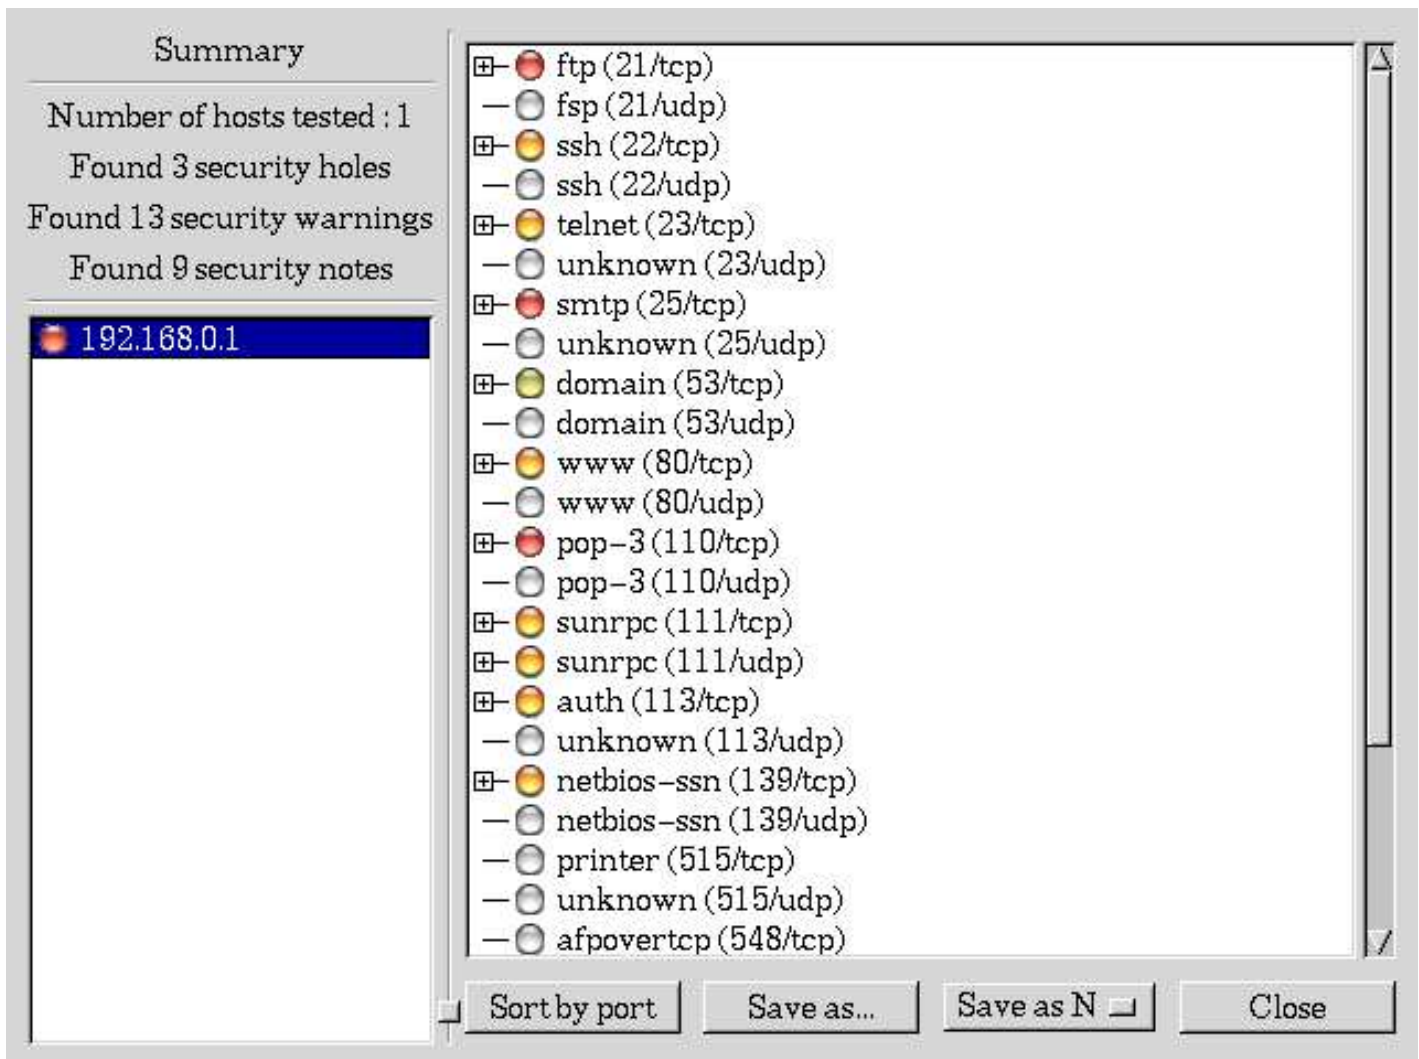 Summary
Number of hosts tested : 1
Found 3 security holes
Found 13 security warnings
Found 9 security notes
192.168.0.1
ftp (21/tcp)
fsp (21/udp)
ssh (22/tcp)
ssh (22/udp)
telnet (23/tcp)
unknown (23/udp)
smtp (25/tcp)
unknown (25/udp)
domain (53/tcp)
domain (53/udp)
www (80/tcp)
www (80/udp)
pop-3 (110/tcp)
pop-3 (110/udp)
sunrpc (111/tcp)
sunrpc (111/udp)
auth (113/tcp)
unknown (113/udp)
netbios-ssn (139/tcp)
netbios-ssn (139/udp)
printer (515/tcp)
unknown (515/udp)
afpovertcp (548/tcp)
Sort by port
Save as...
Save as N
Close